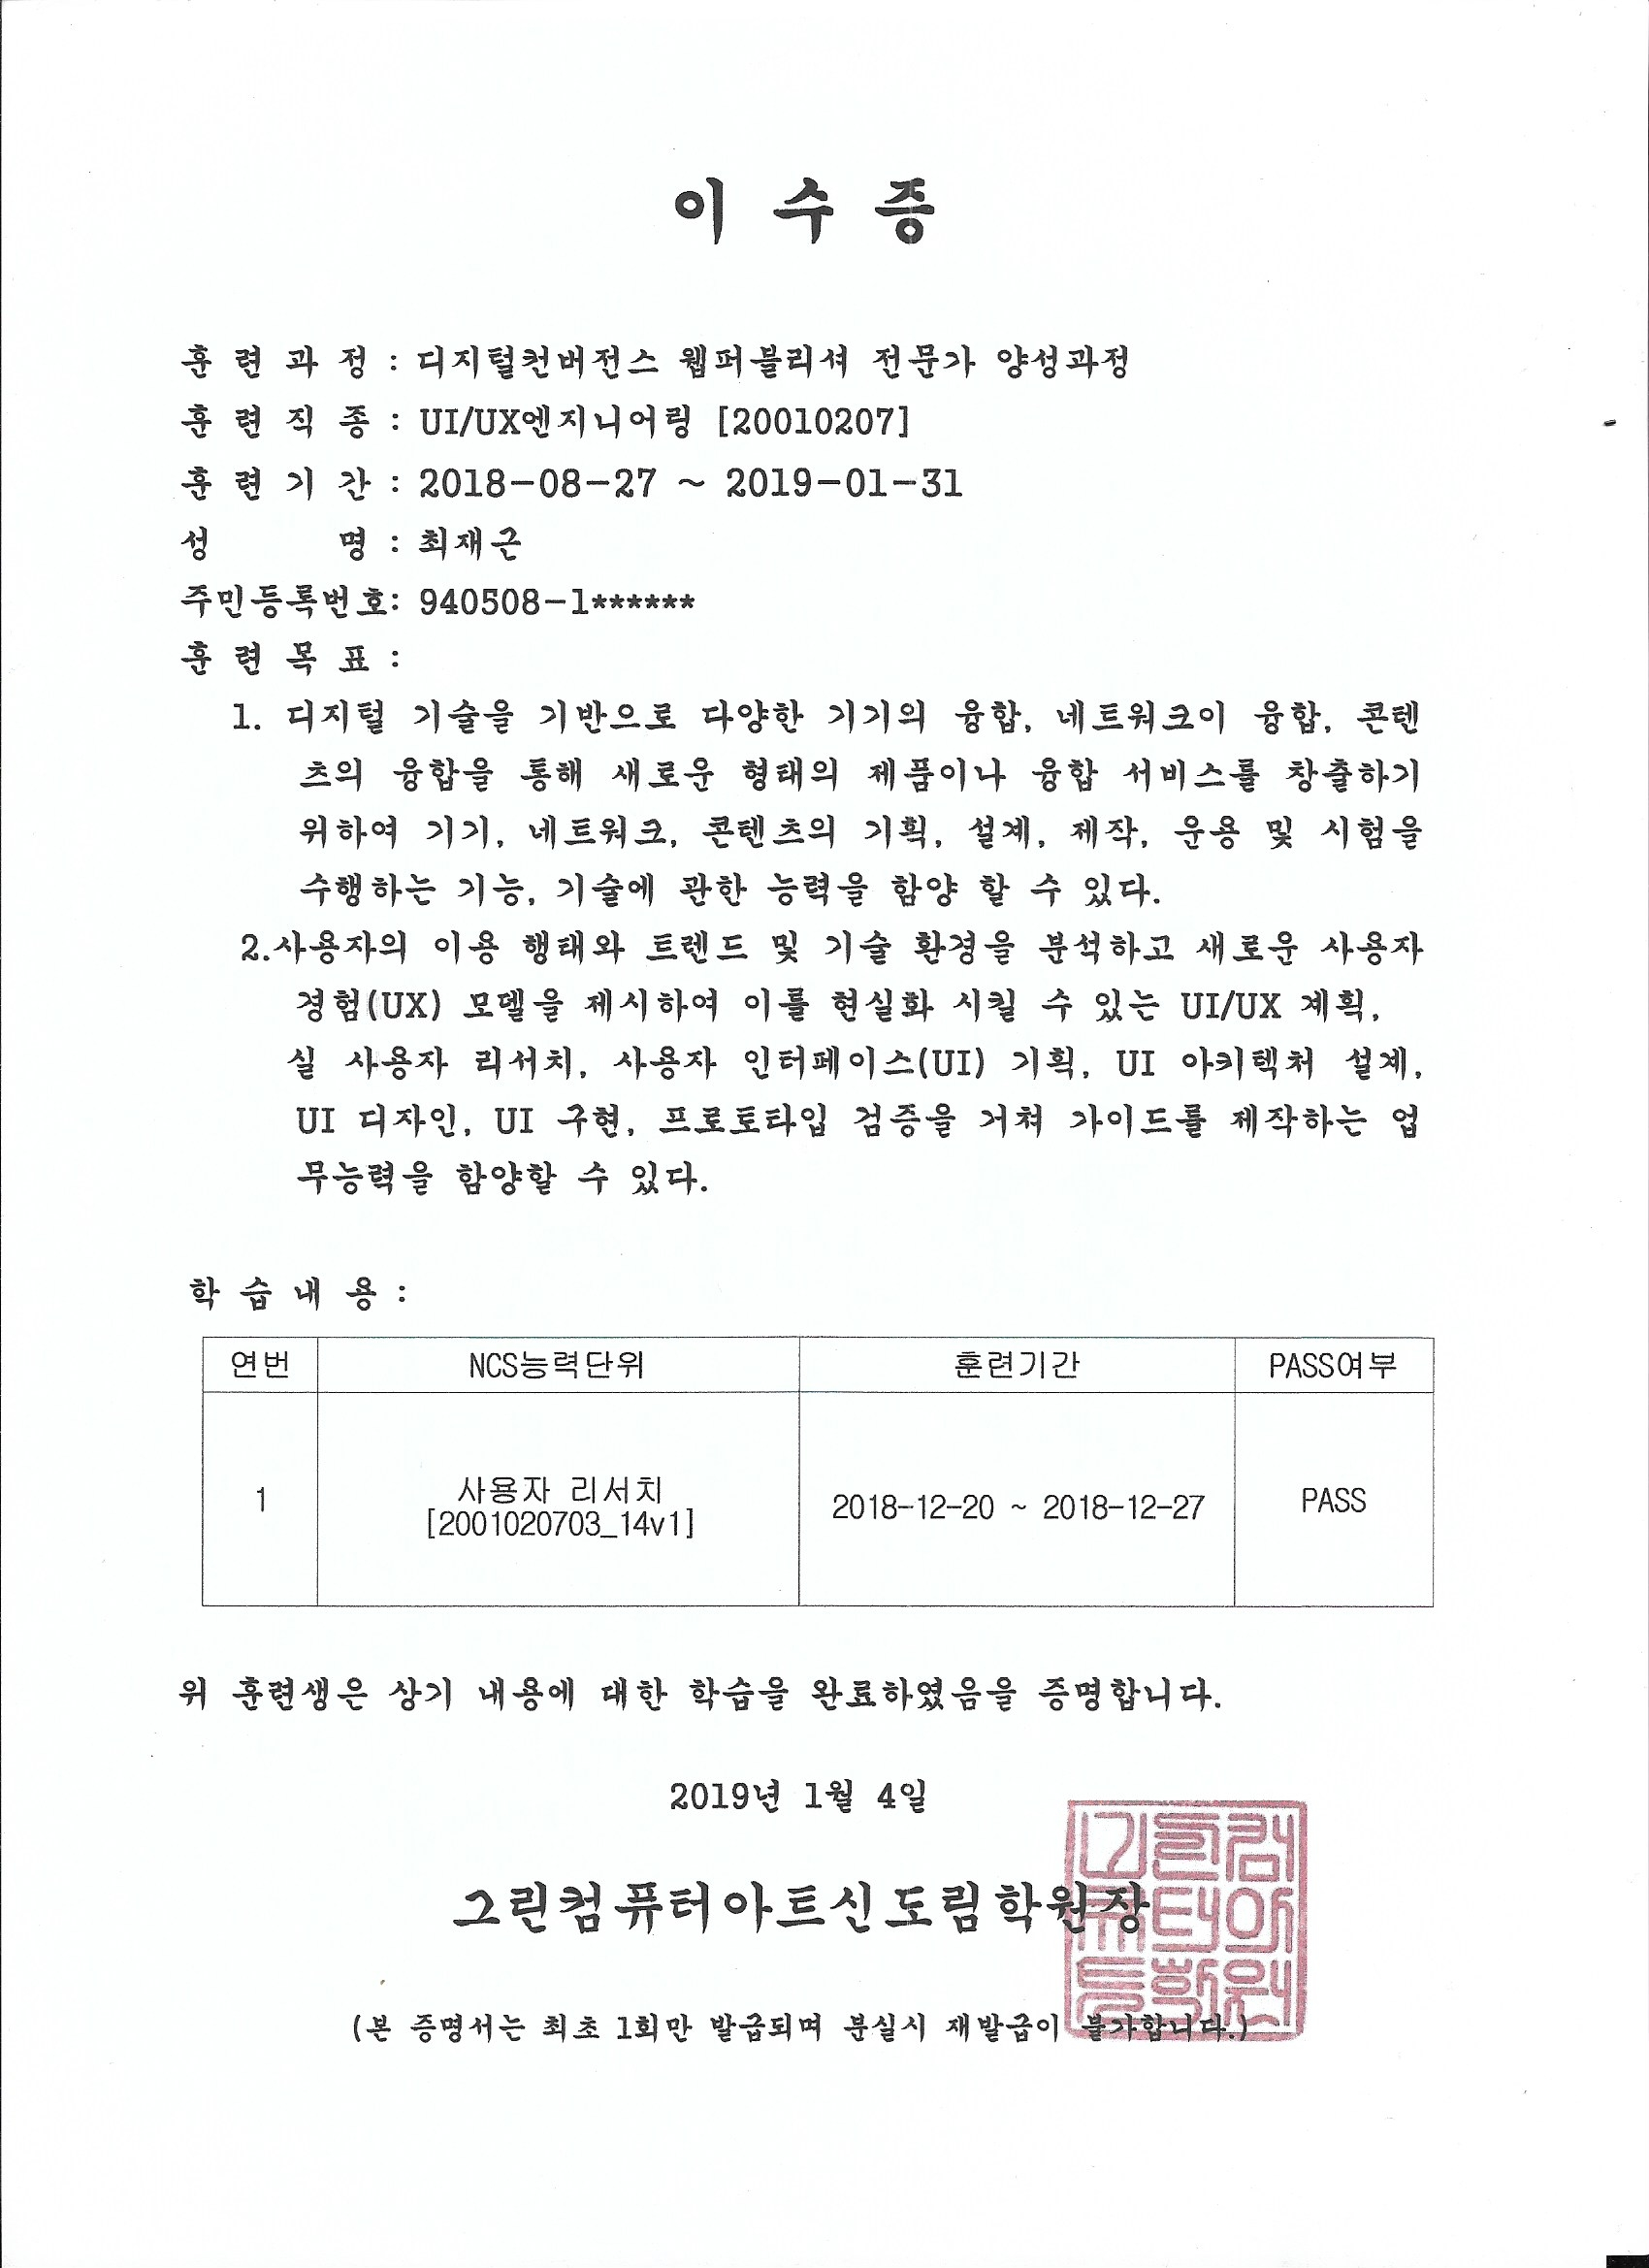 이 수 증
훈 련 과 정 : 디지털컨버전스 웹퍼블리셔 전문가 양성과정
훈 련 직 종 : UI/UX엔지니어링 [20010207]
훈 련 기 간 : 2018-08-27 ~ 2019-01-31
성 명 : 최재근
주민등록번호: 940508-1******
훈 련 목 표 :
1. 디지털 기술을 기반으로 다양한 기기의 융합, 네트워크이 융합, 콘텐
츠의 융합을 통해 새로운 형태의 제품이나 융합 서비스를 창출하기
위하여 기기, 네트워크, 콘텐츠의 기획, 설계, 제작, 운용 및 시험을
수행하는 기능, 기술에 관한 능력을 함양 할 수 있다.
2.사용자의 이용 행태와 트렌드 및 기술 환경을 분석하고 새로운 사용자
경험(UX) 모델을 제시하여 이를 현실화 시킬 수 있는 UI/UX 계획,
실 사용자 리서치, 사용자 인터페이스(UI) 기획, UI 아키텍처 설계,
UI 디자인, UI 구현, 프로토타입 검증을 거쳐 가이드를 제작하는 업
무능력을 함양할 수 있다.
학 습 내 용 :
연번 NCS능력단위 훈련기간 PASS여부
1 사용자 리서치 [2001020703_14v1] 2018-12-20 ~ 2018-12-27 PASS
위 훈련생은 상기 내용에 대한 학습을 완료하였음을 증명합니다.
2019년 1월 4일
그린컴퓨터아트신도림학원장
(본 증명서는 최초 1회만 발급되며 분실시 재발급이 불가합니다.)